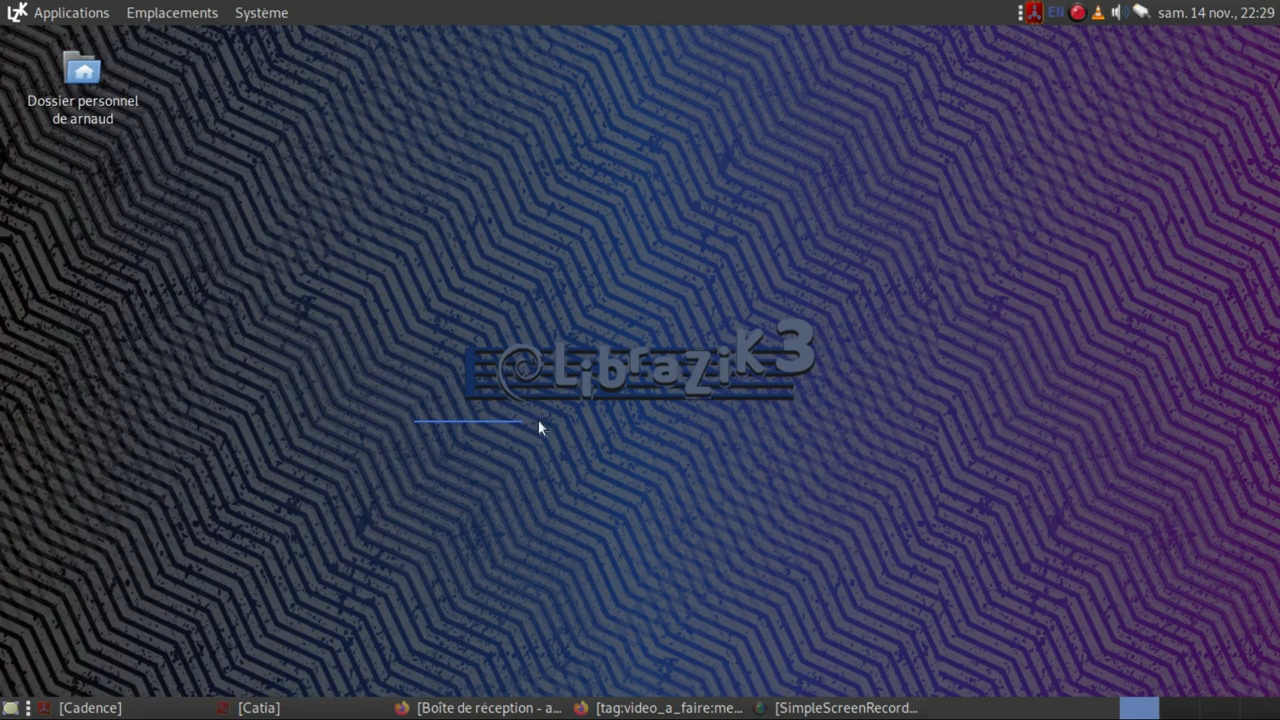 Applications Emplacements Système EN sam. 14 nov., 22:29
Dossier personnel
de arnaud
LibraZiK3
[Cadence] [Catia] [Boîte de réception - a... [tag:video_a_faire:me... [SimpleScreenRecord...